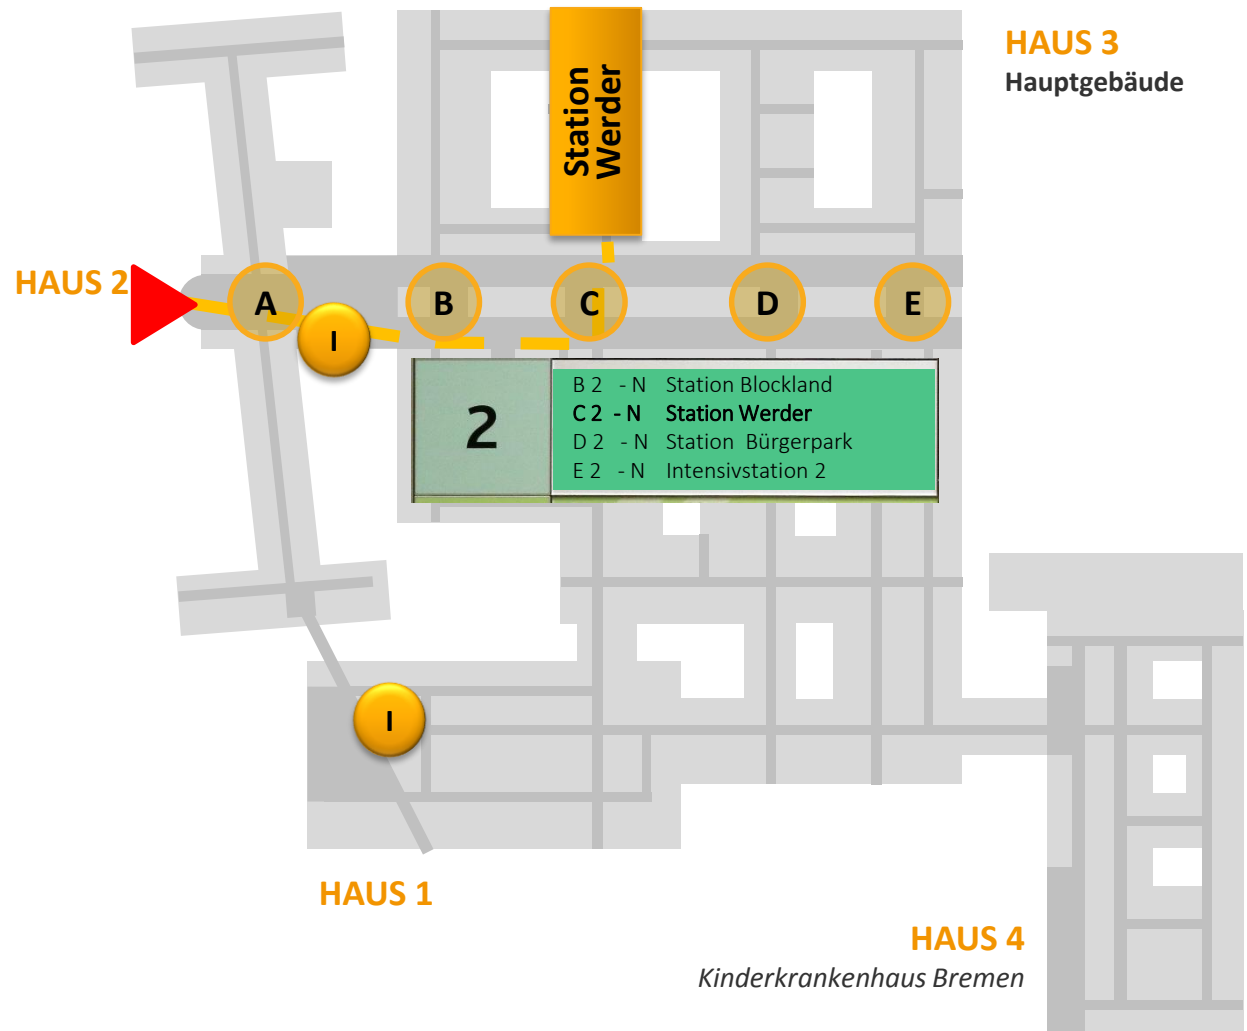 HAUS 3
Hauptgebäude
Station
Werder
HAUS 2
A
B
C
D
E
I
2
B 2 - N Station Blockland
C 2 - N Station Werder
D 2 - N Station Bürgerpark
E 2 - N Intensivstation 2
I
HAUS 1
HAUS 4
Kinderkrankenhaus Bremen